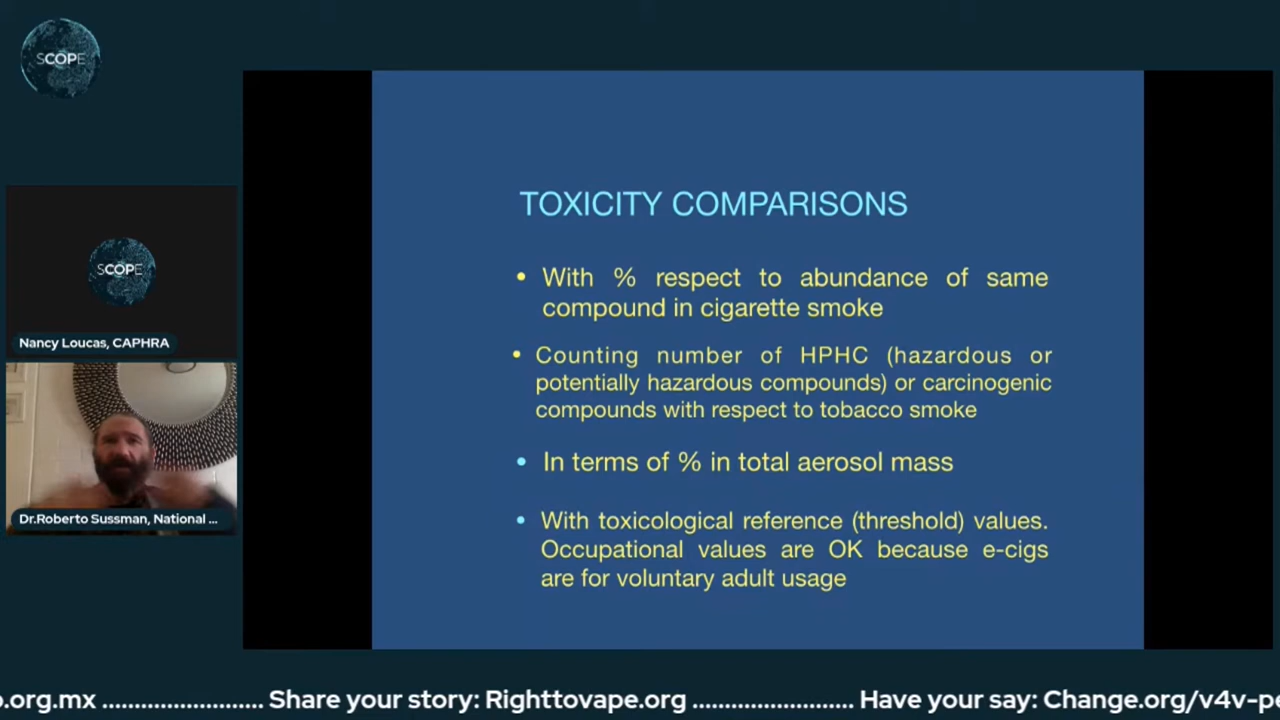 SCOPE
SCOPE
Nancy Loucas, CAPHRA
Dr.Roberto Sussman, National ...
TOXICITY COMPARISONS
• With % respect to abundance of same
compound in cigarette smoke
• Counting number of HPHC (hazardous or
potentially hazardous compounds) or carcinogenic
compounds with respect to tobacco smoke
• In terms of % in total aerosol mass
• With toxicological reference (threshold) values.
Occupational values are OK because e-cigs
are for voluntary adult usage
.org.mx ........................ Share your story: Righttovape.org ........................ Have your say: Change.org/v4v-p